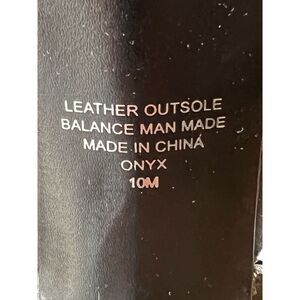 LEATHER OUTSOLE
BALANCE MAN MADE
MADE IN CHINA
ONYX
10M